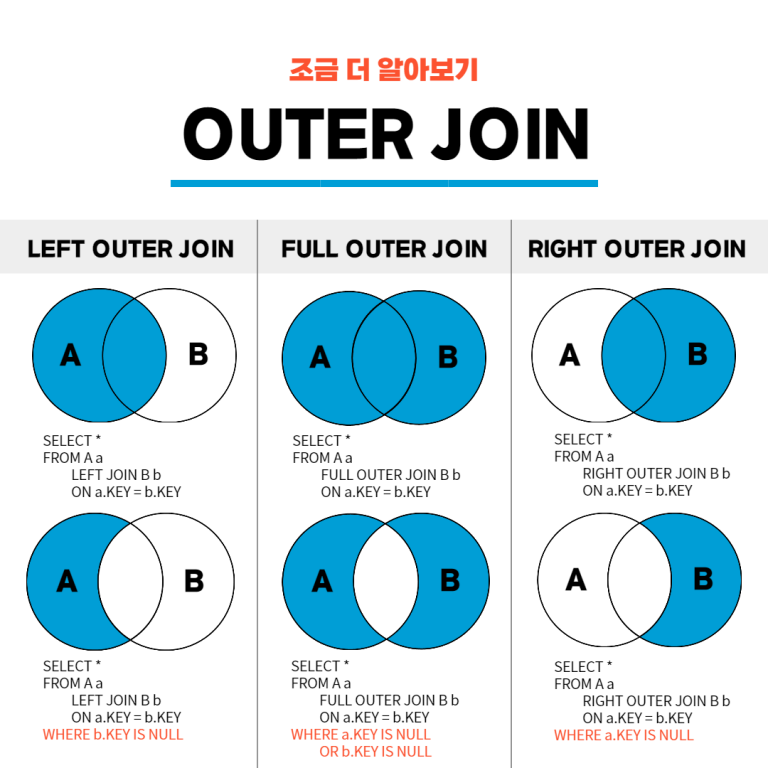 조금 더 알아보기
OUTER JOIN
LEFT OUTER JOIN
A
B
SELECT *
FROM A a
LEFT JOIN B b
ON a.KEY = b.KEY
A
B
SELECT *
FROM A a
LEFT JOIN B b
ON a.KEY = b.KEY
WHERE b.KEY IS NULL
FULL OUTER JOIN
A
B
SELECT *
FROM A a
FULL OUTER JOIN B b
ON a.KEY = b.KEY
A
B
SELECT *
FROM A a
FULL OUTER JOIN B b
ON a.KEY = b.KEY
WHERE a.KEY IS NULL
OR b.KEY IS NULL
RIGHT OUTER JOIN
A
B
SELECT *
FROM A a
RIGHT OUTER JOIN B b
ON a.KEY = b.KEY
A
B
SELECT *
FROM A a
RIGHT OUTER JOIN B b
ON a.KEY = b.KEY
WHERE a.KEY IS NULL